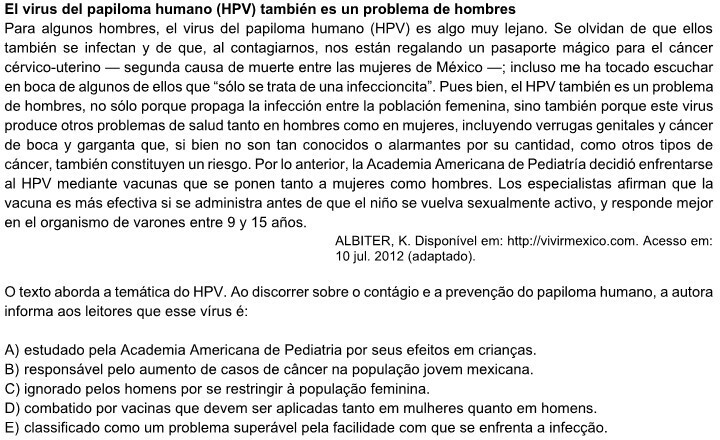 El virus del papiloma humano (HPV) también es un problema de hombres
Para algunos hombres, el virus del papiloma humano (HPV) es algo muy lejano. Se olvidan de que ellos
también se infectan y de que, al contagiarnos, nos están regalando un pasaporte mágico para el cáncer
cérvico-uterino — segunda causa de muerte entre las mujeres de México —; incluso me ha tocado escuchar
en boca de algunos de ellos que “sólo se trata de una infeccioncita”. Pues bien, el HPV también es un problema
de hombres, no sólo porque propaga la infección entre la población femenina, sino también porque este virus
produce otros problemas de salud tanto en hombres como en mujeres, incluyendo verrugas genitales y cáncer
de boca y garganta que, si bien no son tan conocidos o alarmantes por su cantidad, como otros tipos de
cáncer, también constituyen un riesgo. Por lo anterior, la Academia Americana de Pediatría decidió enfrentarse
al HPV mediante vacunas que se ponen tanto a mujeres como hombres. Los especialistas afirman que la
vacuna es más efectiva si se administra antes de que el niño se vuelva sexualmente activo, y responde mejor
en el organismo de varones entre 9 y 15 años.
ALBITER, K. Disponível em: http://vivirmexico.com. Acesso em:
10 jul. 2012 (adaptado).
O texto aborda a temática do HPV. Ao discorrer sobre o contágio e a prevenção do papiloma humano, a autora
informa aos leitores que esse vírus é:
A) estudado pela Academia Americana de Pediatria por seus efeitos em crianças.
B) responsável pelo aumento de casos de câncer na população jovem mexicana.
C) ignorado pelos homens por se restringir à população feminina.
D) combatido por vacinas que devem ser aplicadas tanto em mulheres quanto em homens.
E) classificado como um problema superável pela facilidade com que se enfrenta a infecção.